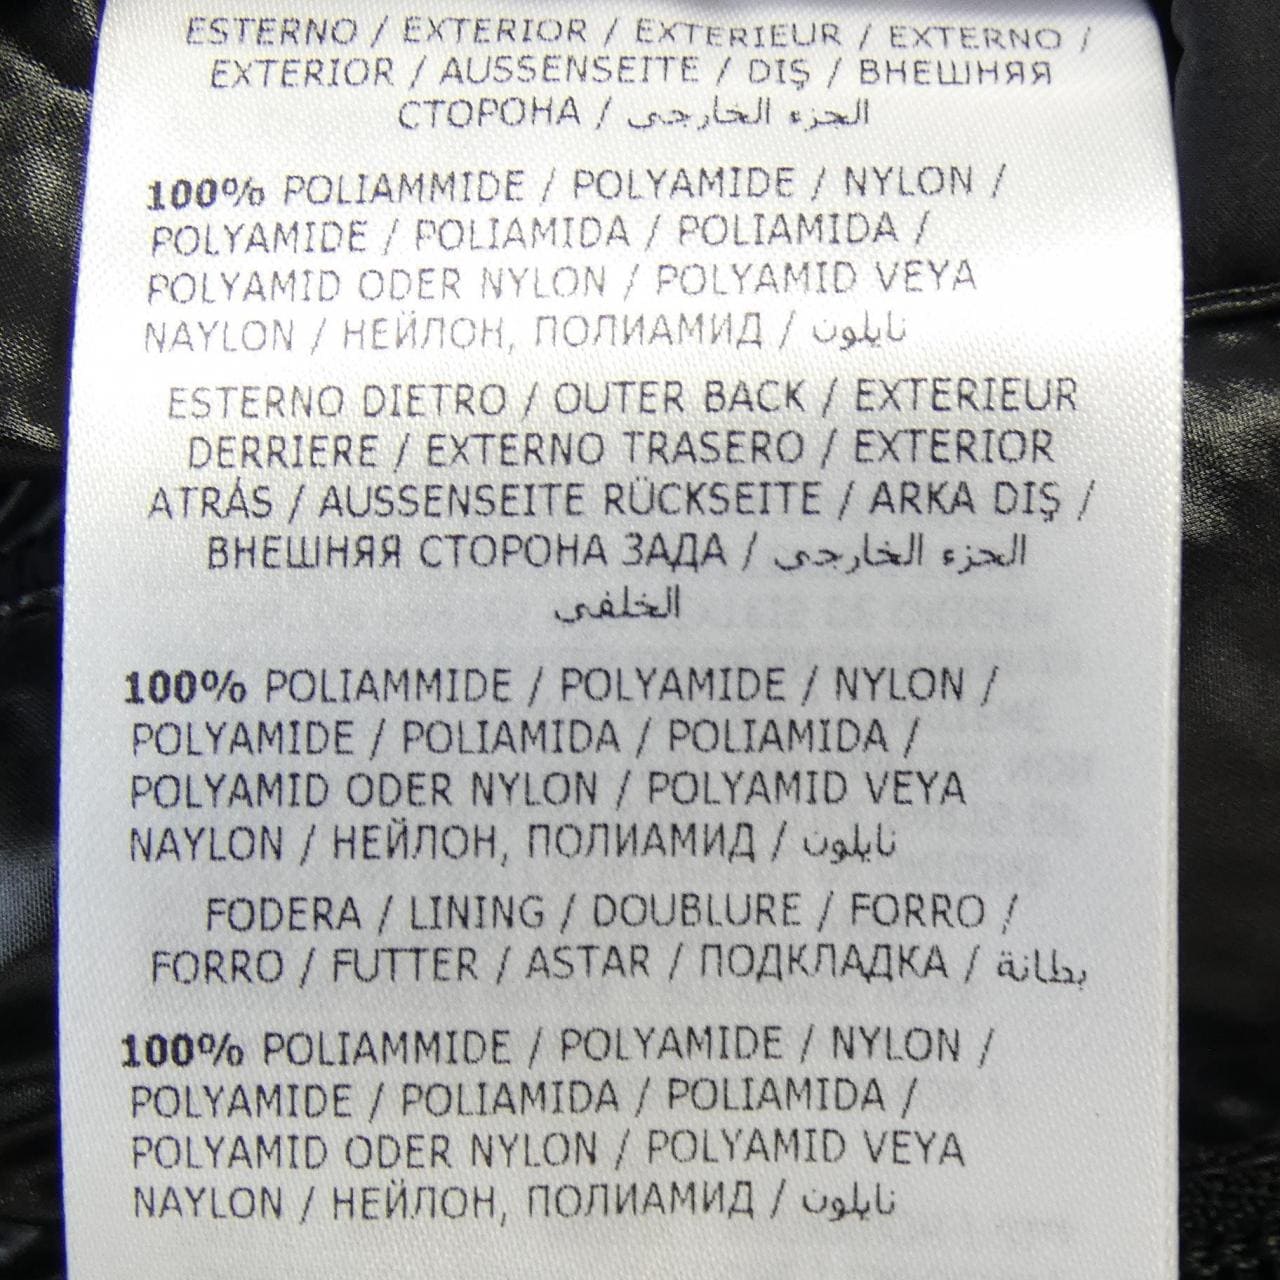 ESTERNO / EXTERIOR / EXTERIEUR / EXTERNO /
EXTERIOR / AUSSENSEITE / DIŞ / ВНЕШНЯЯ
СТОРОНА / الجزء الخارجي
100% POLIAMMIDE / POLYAMIDE / NYLON /
POLYAMIDE / POLIAMIDA / POLIAMIDA /
POLYAMID ODER NYLON / POLYAMID VEYA
NAYLON / НЕЙЛОН, ПОЛИАМИД / نايلون
ESTERNO DIETRO / OUTER BACK / EXTERIEUR
DERRIERE / EXTERNO TRASERO / EXTERIOR
ATRÁS / AUSSENSEITE RÜCKSEITE / ARKA DIŞ /
ВНЕШНЯЯ СТОРОНА ЗАДА / الجزء الخارجي
الخلفي
100% POLIAMMIDE / POLYAMIDE / NYLON /
POLYAMIDE / POLIAMIDA / POLIAMIDA /
POLYAMID ODER NYLON / POLYAMID VEYA
NAYLON / НЕЙЛОН, ПОЛИАМИД / نايلون
FODERA / LINING / DOUBLURE / FORRO /
FORRO / FUTTER / ASTAR / ПОДКЛАДКА / بطانة
100% POLIAMMIDE / POLYAMIDE / NYLON /
POLYAMIDE / POLIAMIDA / POLIAMIDA /
POLYAMID ODER NYLON / POLYAMID VEYA
NAYLON / НЕЙЛОН, ПОЛИАМИД / نايلون